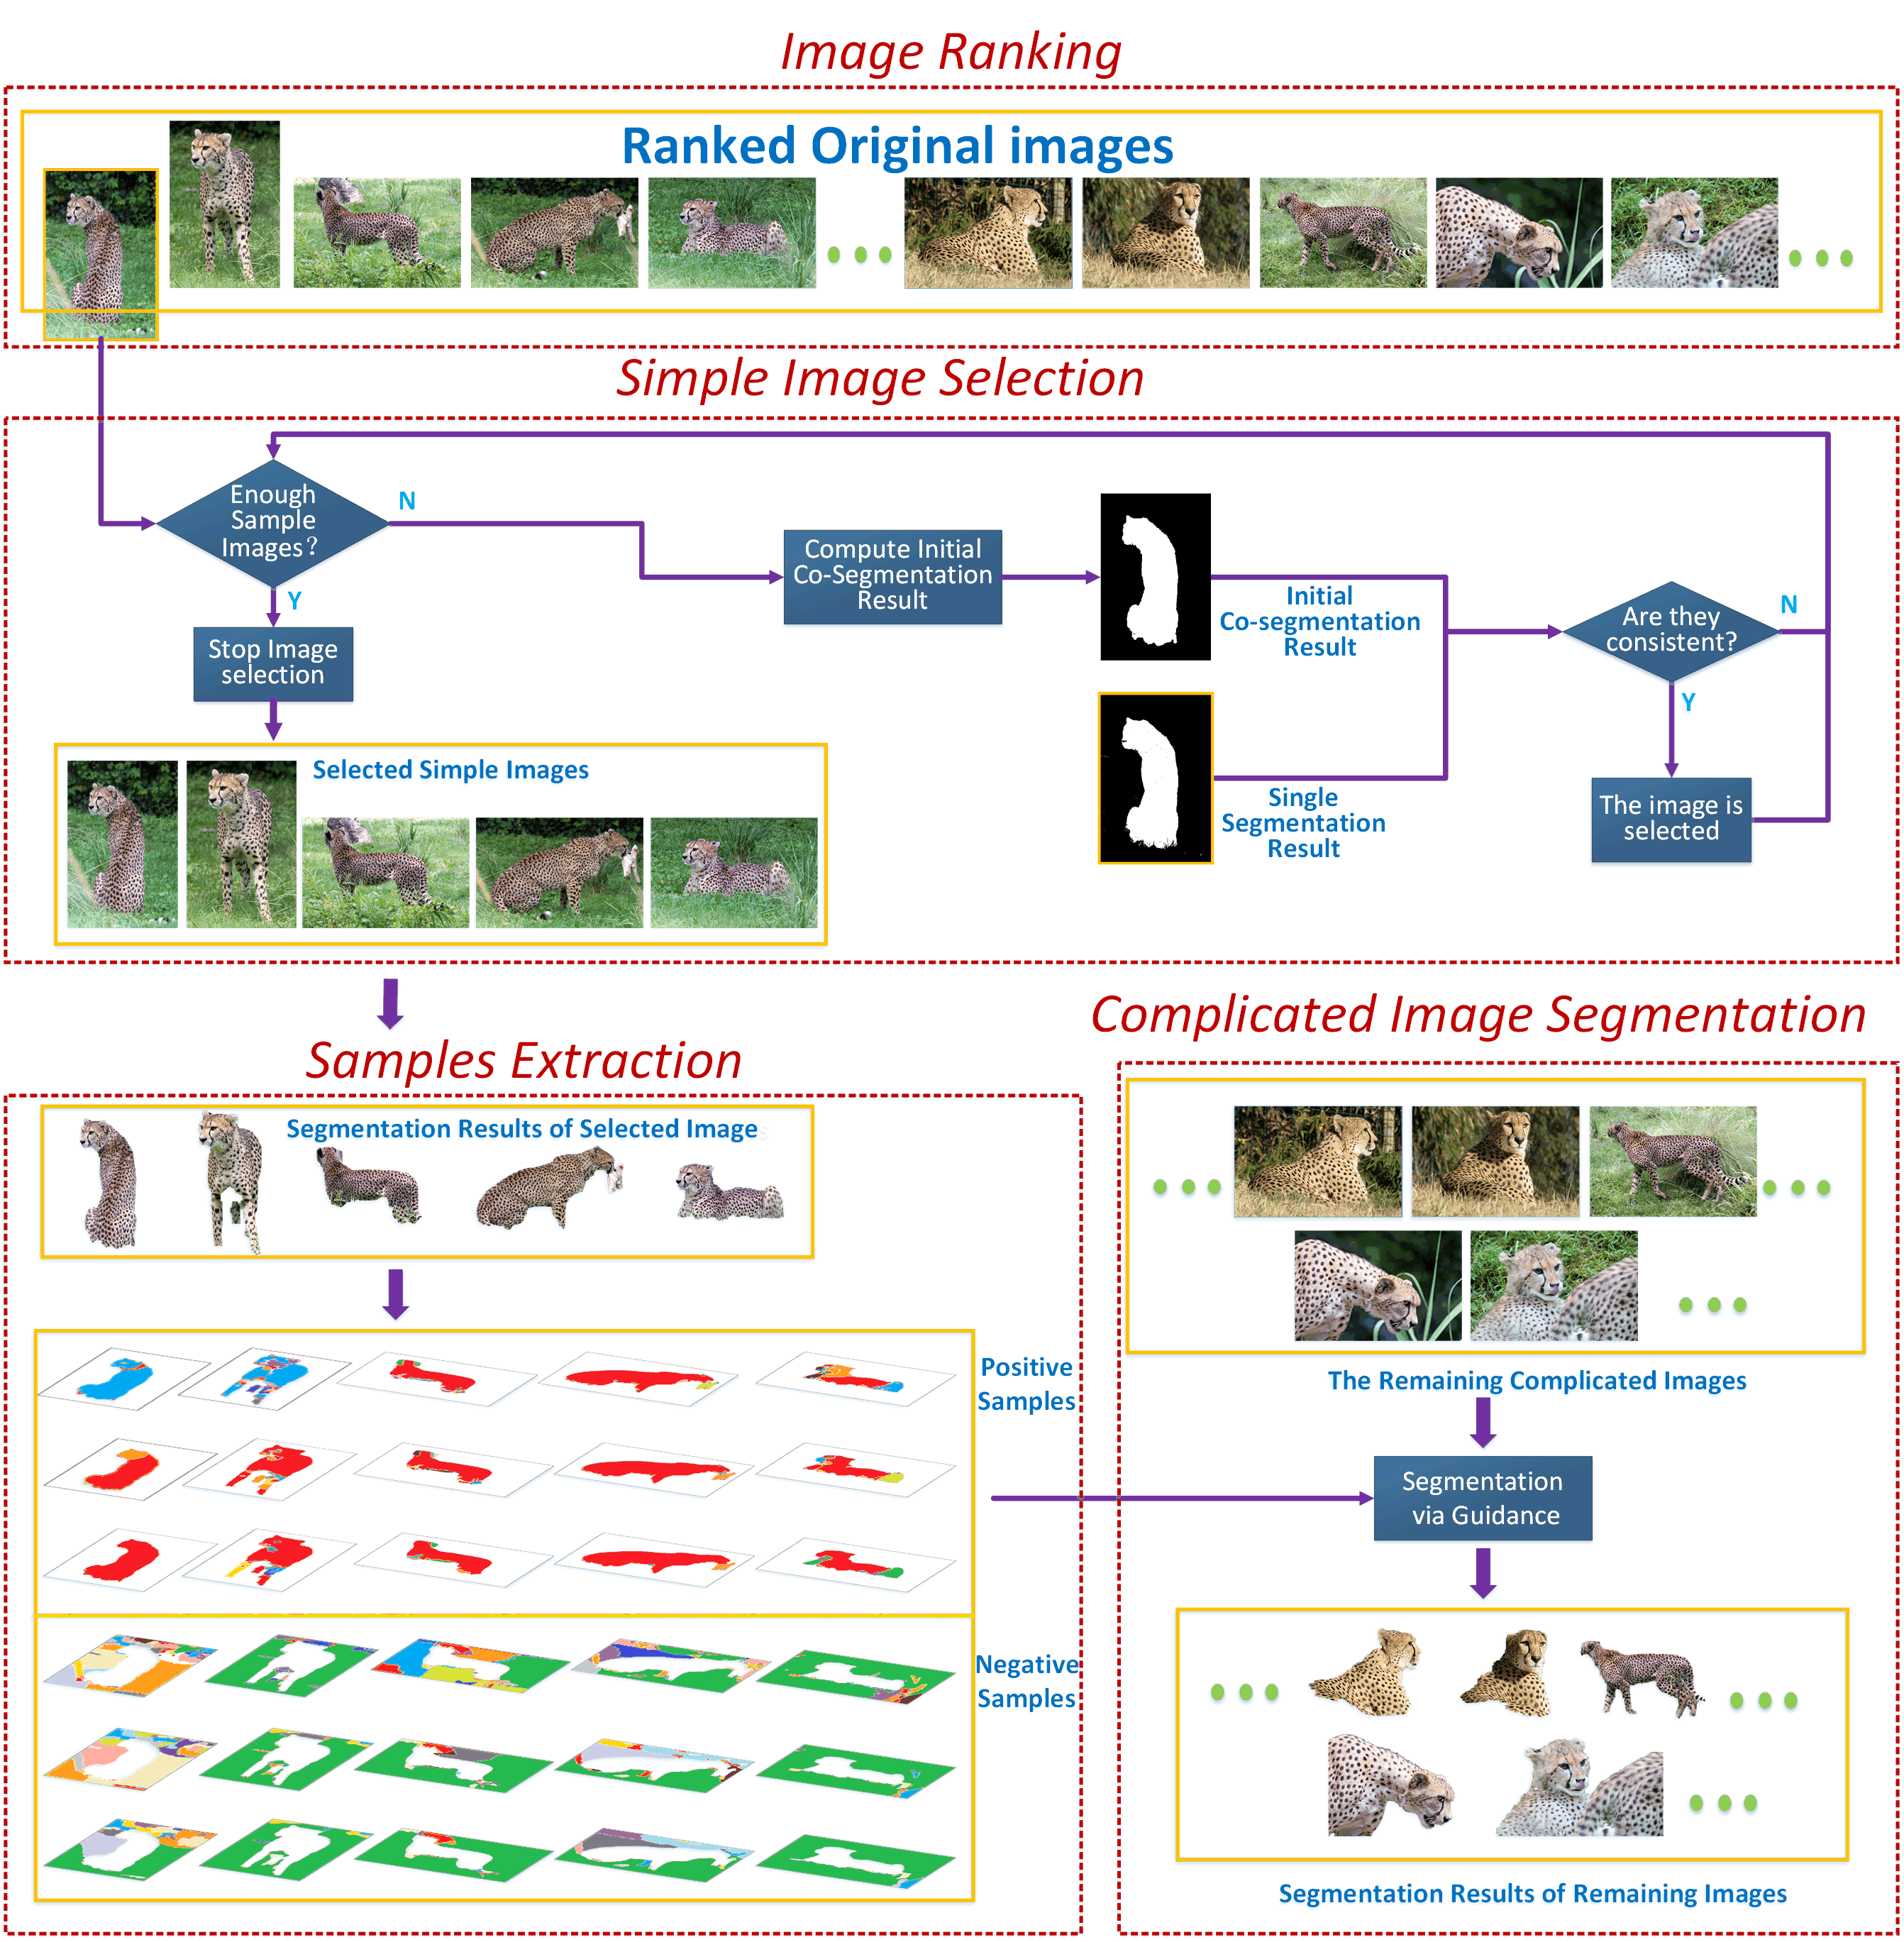 Image Ranking
Ranked Original images
Simple Image Selection
Enough
Sample
Images?
N
Y
Stop Image
selection
Compute Initial
Co-Segmentation
Result
Initial
Co-segmentation
Result
Single
Segmentation
Result
Are they
consistent?
N
Y
The image is
selected
Selected Simple Images
Samples Extraction
Segmentation Results of Selected Image
Positive
Samples
Negative
Samples
Complicated Image Segmentation
The Remaining Complicated Images
Segmentation
via Guidance
Segmentation Results of Remaining Images